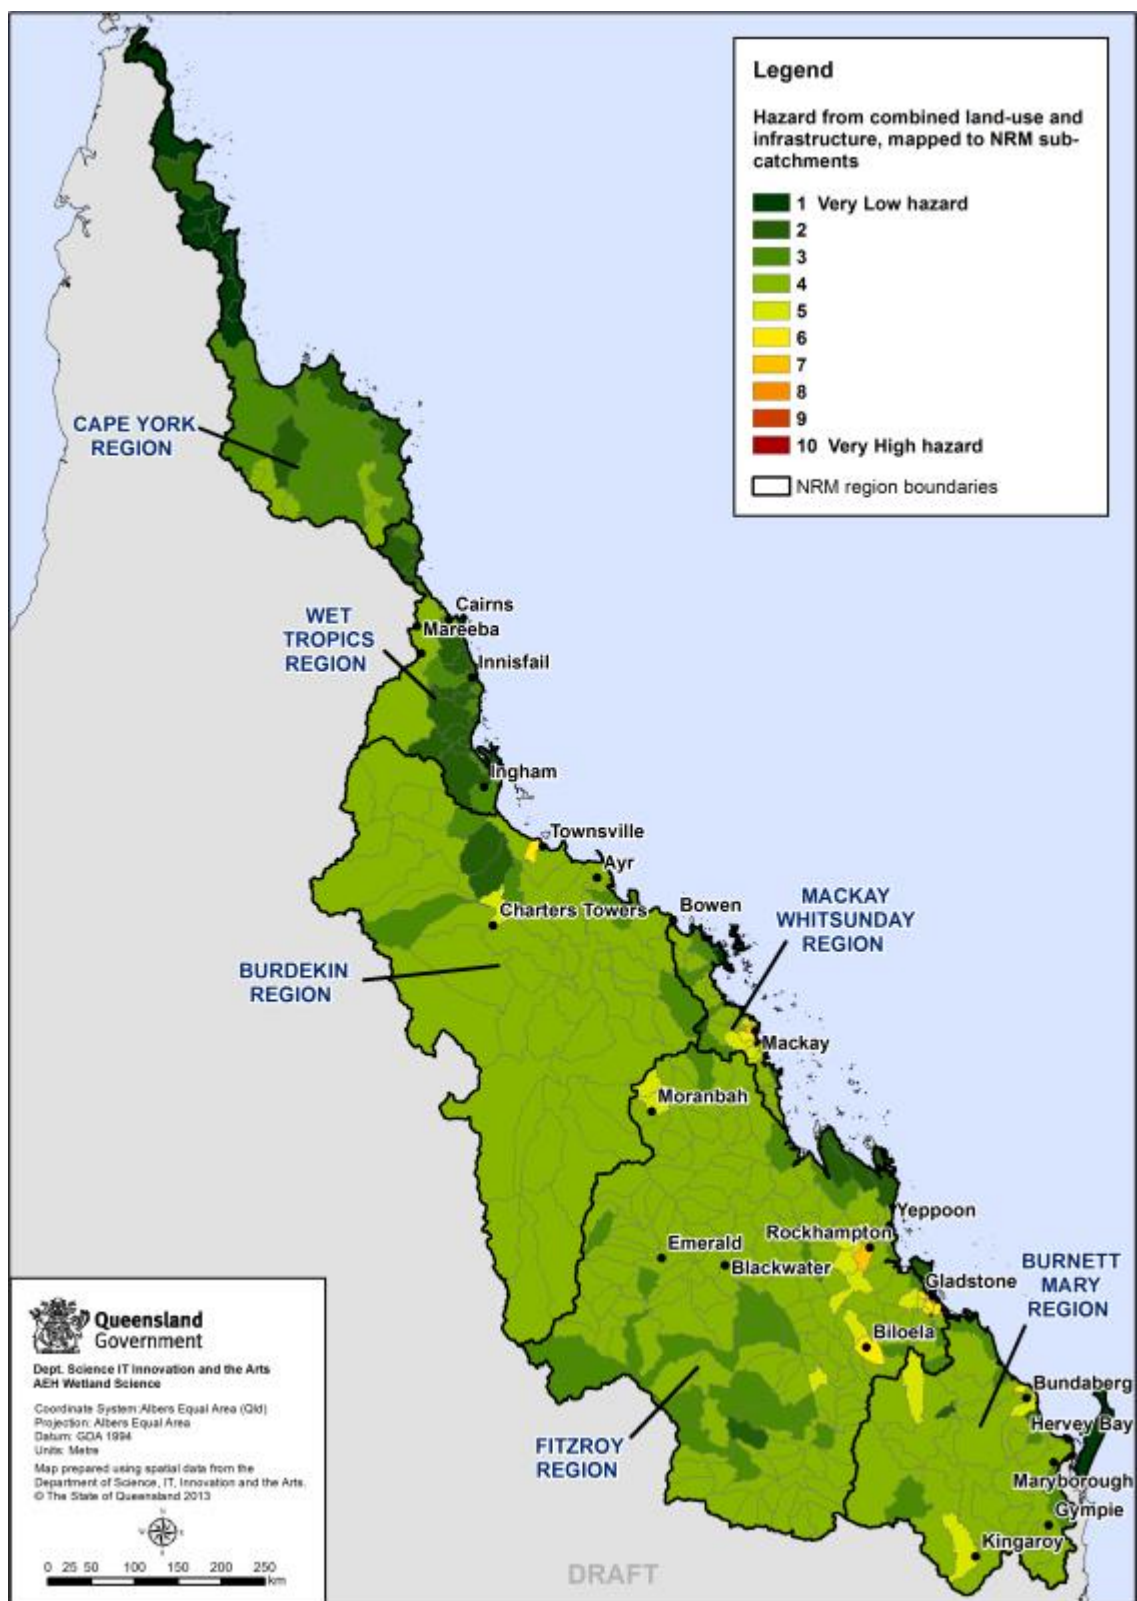 Legend
Hazard from combined land-use and
infrastructure, mapped to NRM sub-
catchments
1 Very Low hazard
2
3
4
5
6
7
8
9
10 Very High hazard
NRM region boundaries
CAPE YORK
REGION
WET
TROPICS
REGION
Cairns
Mareeba
Innisfail
Ingham
Townsville
Ayr
Charters Towers
Bowen
MACKAY
WHITSUNDAY
REGION
BURDEKIN
REGION
Mackay
Moranbah
Yeppoon
Rockhampton
Emerald
Blackwater
Gladstone
BURNETT
MARY
REGION
Biloela
Bundaberg
Hervey Bay
FITZROY
REGION
Maryborough
Gympie
Kingaroy
Queensland
Government
Dept. Science IT Innovation and the Arts
AEH Wetland Science
Coordinate System:Albers Equal Area (Qld)
Projection: Albers Equal Area
Datum: GDA 1994
Units: Metre
Map prepared using spatial data from the
Department of Science, IT, Innovation and the Arts.
© The State of Queensland 2013
N
W E
S
0 25 50 100 150 200 250
km
DRAFT